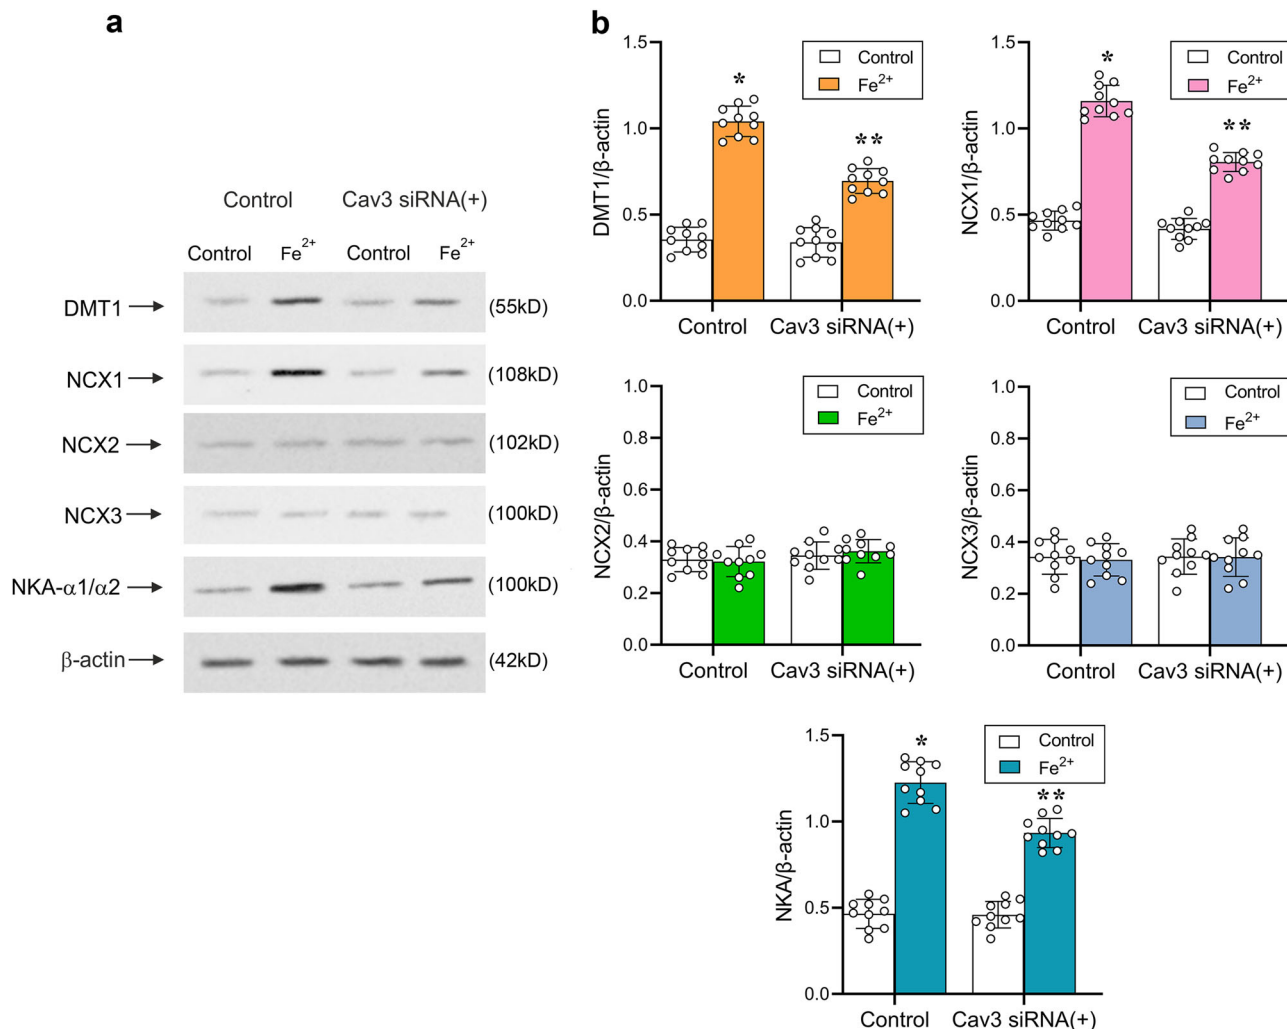 a
Control Cav3 siRNA(+)
Control Fe²⁺ Control Fe²⁺
DMT1 (55kD)
NCX1 (108kD)
NCX2 (102kD)
NCX3 (100kD)
NKA-α1/α2 (100kD)
β-actin (42kD)
b
DMT1/β-actin
1.5
1.0
0.5
0.0
*
**
Control
Fe²⁺
Control Cav3 siRNA(+)
NCX1/β-actin
1.5
1.0
0.5
0.0
*
**
Control
Fe²⁺
Control Cav3 siRNA(+)
NCX2/β-actin
1.0
0.8
0.6
0.4
0.2
0.0
Control
Fe²⁺
Control Cav3 siRNA(+)
NCX3/β-actin
1.0
0.8
0.6
0.4
0.2
0.0
Control
Fe²⁺
Control Cav3 siRNA(+)
NKA/β-actin
1.5
1.0
0.5
0.0
*
**
Control
Fe²⁺
Control Cav3 siRNA(+)